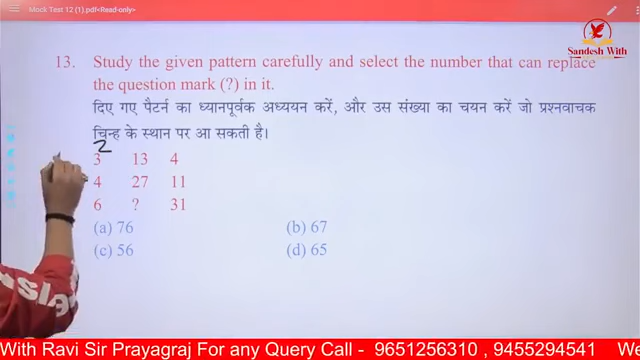 Mock Test 12 (1).pdf<Read-only>
Sandesh With
13. Study the given pattern carefully and select the number that can replace
the question mark (?) in it.
दिए गए पैटर्न का ध्यानपूर्वक अध्ययन करें, और उस संख्या का चयन करें जो प्रश्नवाचक
चिन्ह के स्थान पर आ सकती है।
2
3 13 4
4 27 11
6 ? 31
(a) 76 (b) 67
(c) 56 (d) 65
With Ravi Sir Prayagraj For any Query Call - 9651256310 , 9455294541 We